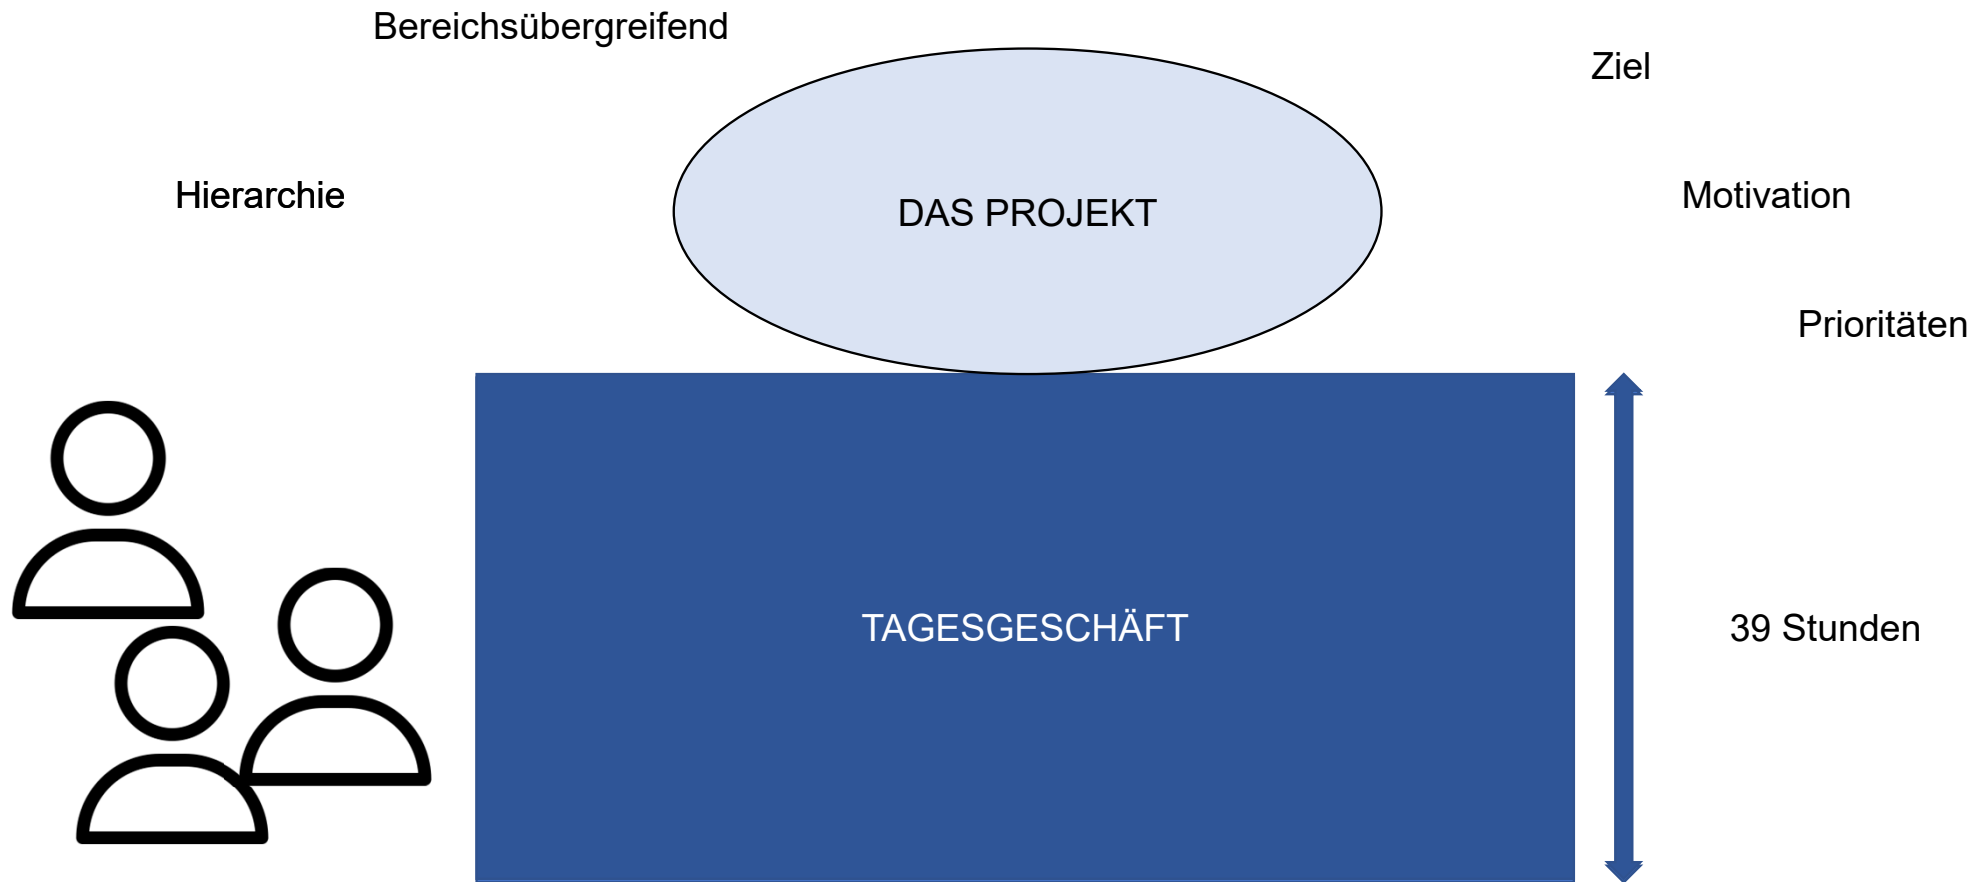 Bereichsübergreifend
Ziel
Hierarchie
DAS PROJEKT
Motivation
Prioritäten
TAGESGESCHÄFT
39 Stunden